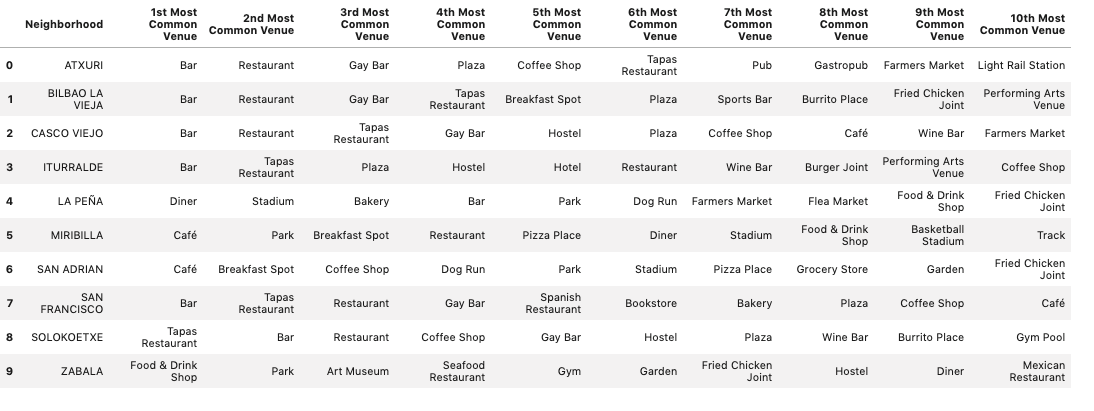 Neighborhood 1st Most Common Venue 2nd Most Common Venue 3rd Most Common Venue 4th Most Common Venue 5th Most Common Venue 6th Most Common Venue 7th Most Common Venue 8th Most Common Venue 9th Most Common Venue 10th Most Common Venue
0 ATXURI Bar Restaurant Gay Bar Plaza Coffee Shop Tapas Restaurant Pub Gastropub Farmers Market Light Rail Station
1 BILBAO LA VIEJA Bar Restaurant Gay Bar Tapas Restaurant Breakfast Spot Plaza Sports Bar Burrito Place Fried Chicken Joint Performing Arts Venue
2 CASCO VIEJO Bar Restaurant Tapas Restaurant Gay Bar Hostel Plaza Coffee Shop Café Wine Bar Farmers Market
3 ITURRALDE Bar Tapas Restaurant Plaza Hostel Hotel Restaurant Wine Bar Burger Joint Performing Arts Venue Coffee Shop
4 LA PEÑA Diner Stadium Bakery Bar Park Dog Run Farmers Market Flea Market Food & Drink Shop Fried Chicken Joint
5 MIRIBILLA Café Park Breakfast Spot Restaurant Pizza Place Diner Stadium Food & Drink Shop Basketball Stadium Track
6 SAN ADRIAN Café Breakfast Spot Coffee Shop Dog Run Park Stadium Pizza Place Grocery Store Garden Fried Chicken Joint
7 SAN FRANCISCO Bar Tapas Restaurant Restaurant Gay Bar Spanish Restaurant Bookstore Bakery Plaza Coffee Shop Café
8 SOLOKOETXE Tapas Restaurant Bar Restaurant Coffee Shop Gay Bar Hostel Plaza Wine Bar Burrito Place Gym Pool
9 ZABALA Food & Drink Shop Park Art Museum Seafood Restaurant Gym Garden Fried Chicken Joint Hostel Diner Mexican Restaurant